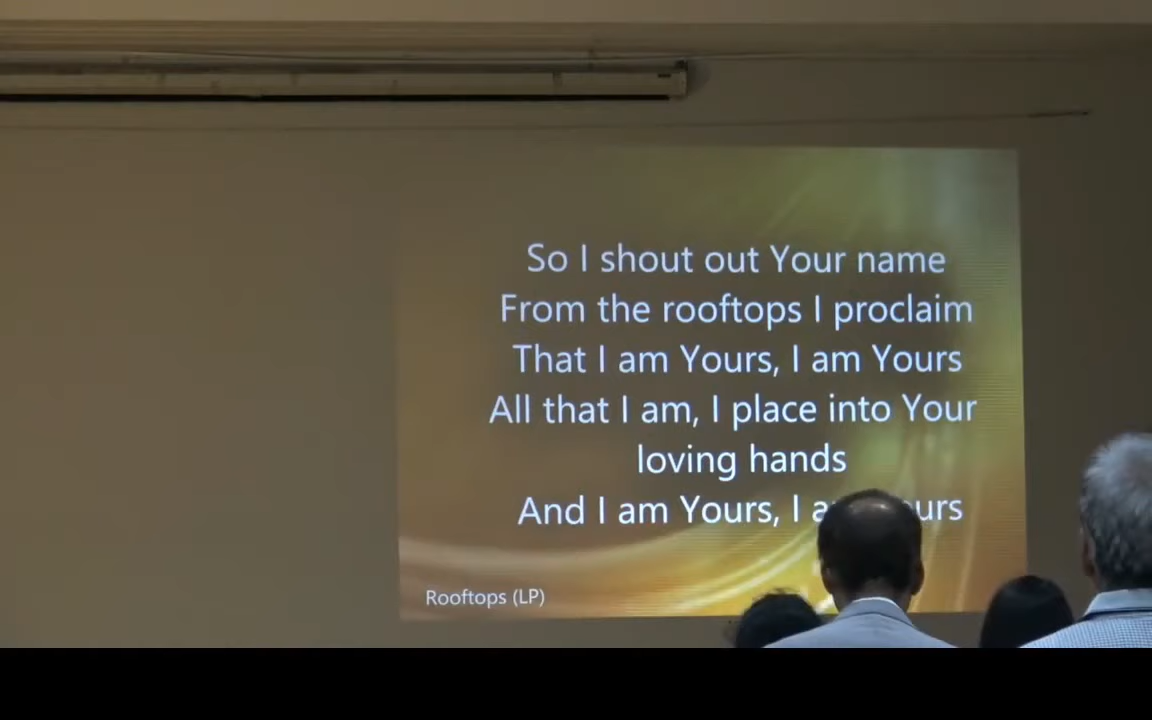 So I shout out Your name
From the rooftops I proclaim
That I am Yours, I am Yours
All that I am, I place into Your
loving hands
And I am Yours, I
Rooftops (LP)